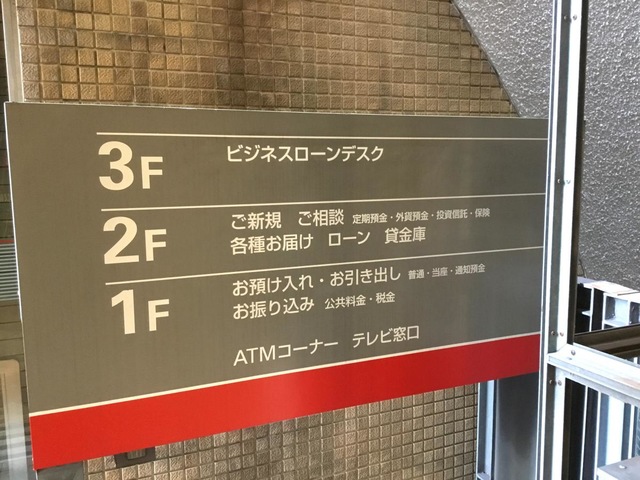 3F ビジネスローンデスク
2F ご新規 ご相談 定期預金・外貨預金・投資信託・保険
各種お届け ローン 貸金庫
1F お預け入れ・お引き出し 普通・当座・通知預金
お振り込み 公共料金・税金
ATMコーナー テレビ窓口